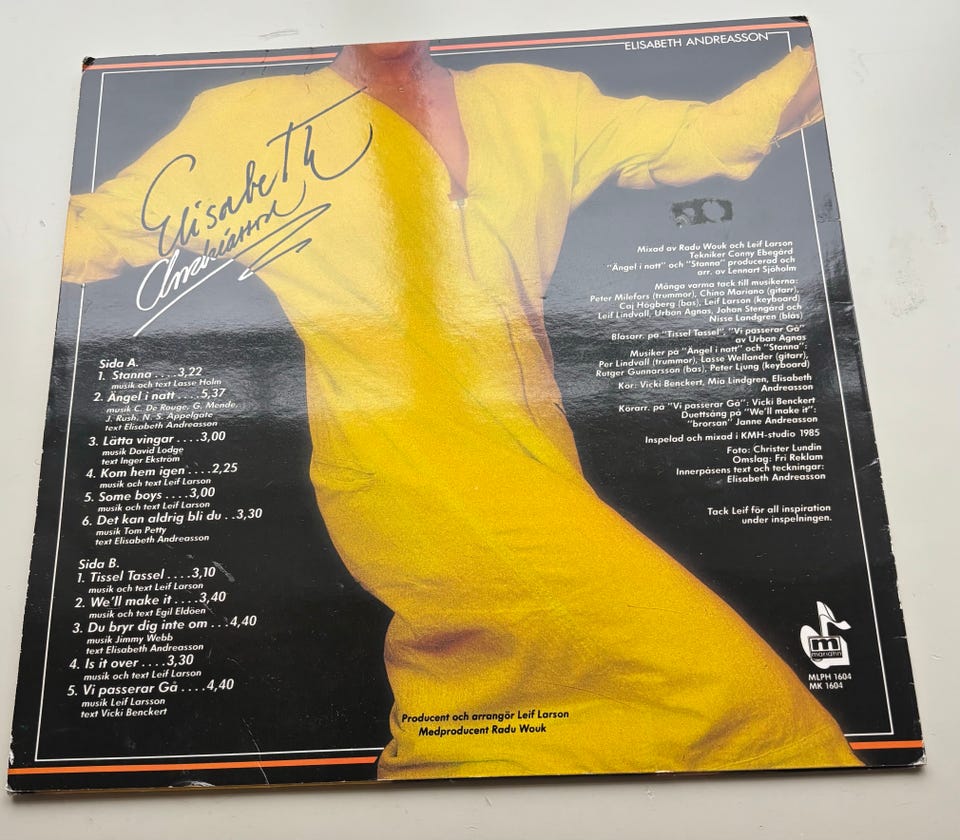 ELISABETH ANDREASSON
Elisabeth
Andreasson
Sida A.
1. Stanna . . . . 3,22
musik och text Lasse Holm
2. Ängel i natt . . . . 5,37
musik C. De Rouge, G. Mende,
J. Rush, N. S. Appelgate
text Elisabeth Andreasson
3. Lätta vingar . . . . 3,00
musik David Lodge
text Inger Ekström
4. Kom hem igen . . . . 2,25
musik och text Leif Larson
5. Some boys . . . . 3,00
musik och text Leif Larson
6. Det kan aldrig bli du . . 3,30
musik Tom Petty
text Elisabeth Andreasson
Sida B.
1. Tissel Tassel . . . . 3,10
musik och text Leif Larson
2. We'll make it . . . . 3,40
musik och text Egil Eldöen
3. Du bryr dig inte om . . . 4,40
musik Jimmy Webb
text Elisabeth Andreasson
4. Is it over . . . . 3,30
musik och text Leif Larson
5. Vi passerar Gå . . . . 4,40
musik Leif Larsson
text Vicki Benckert
Mixad av Radu Wouk och Leif Larson
Tekniker Conny Ebegård
"Ängel i natt" och "Stanna" producerad och
arr. av Lennart Sjöholm
Många varma tack till musikerna:
Peter Milefors (trummor), Chino Mariano (gitarr),
Caj Högberg (bas), Leif Larson (keyboard)
Leif Lindvall, Urban Agnas, Johan Stengård och
Nisse Landgren (blås)
Blåsarr. på "Tissel Tassel", "Vi passerar Gå"
av Urban Agnas
Musiker på "Ängel i natt" och "Stanna":
Per Lindvall (trummor), Lasse Wellander (gitarr),
Rutger Gunnarsson (bas), Peter Ljung (keyboard)
Kör: Vicki Benckert, Mia Lindgren, Elisabeth
Andreasson
Körarr. på "Vi passerar Gå": Vicki Benckert
Duettsång på "We'll make it":
"brorsan" Janne Andreasson
Inspelad och mixad i KMH-studio 1985
Foto: Christer Lundin
Omslag: Fri Reklam
Innerpåsens text och teckningar:
Elisabeth Andreasson
Tack Leif för all inspiration
under inspelningen.
m
mariann
MLPH 1604
MK 1604
Producent och arrangör Leif Larson
Medproducent Radu Wouk